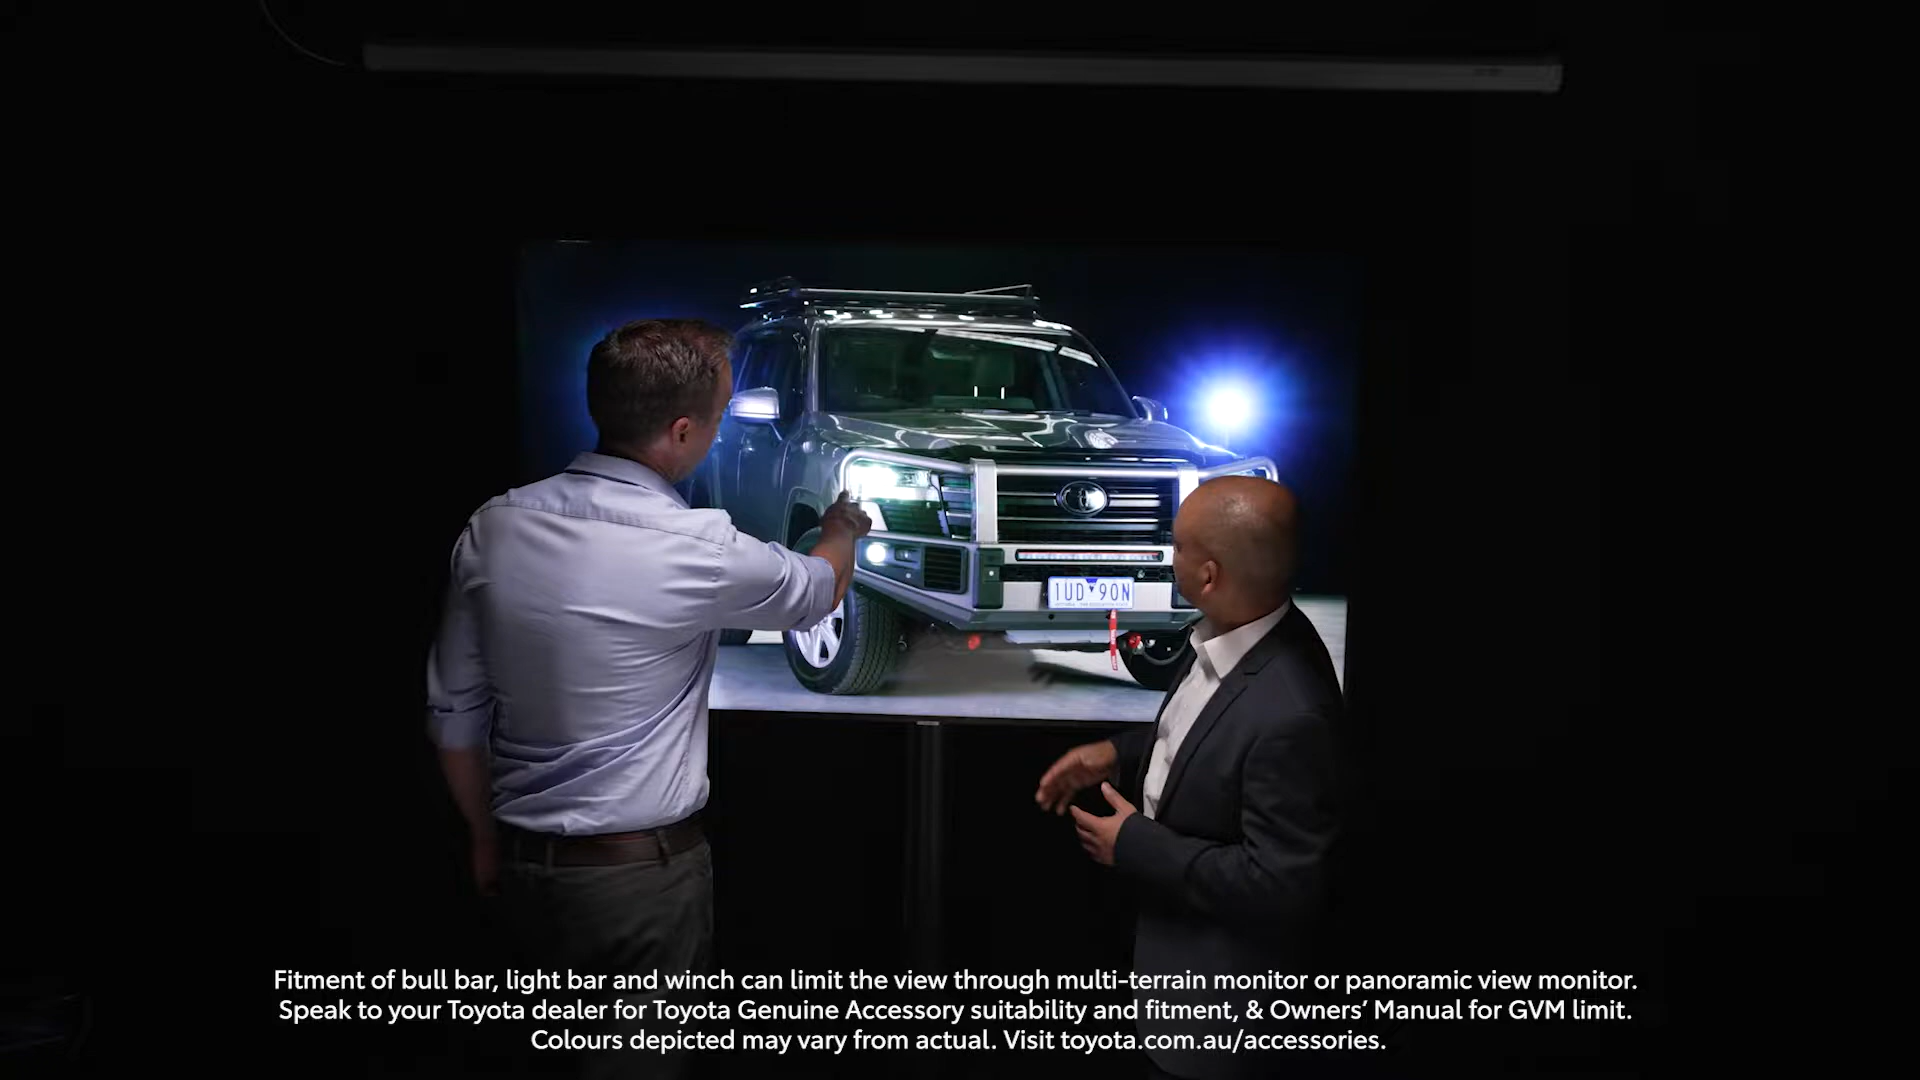 1UD 90N
Fitment of bull bar, light bar and winch can limit the view through multi-terrain monitor or panoramic view monitor.
Speak to your Toyota dealer for Toyota Genuine Accessory suitability and fitment, & Owners’ Manual for GVM limit.
Colours depicted may vary from actual. Visit toyota.com.au/accessories.